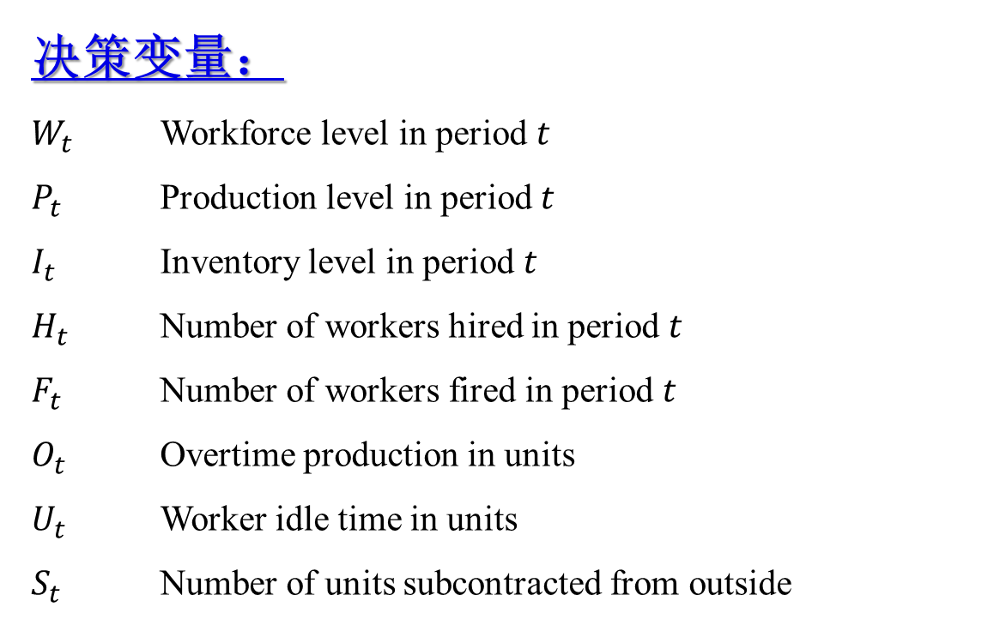 决策变量：
W_t Workforce level in period t
P_t Production level in period t
I_t Inventory level in period t
H_t Number of workers hired in period t
F_t Number of workers fired in period t
O_t Overtime production in units
U_t Worker idle time in units
S_t Number of units subcontracted from outside